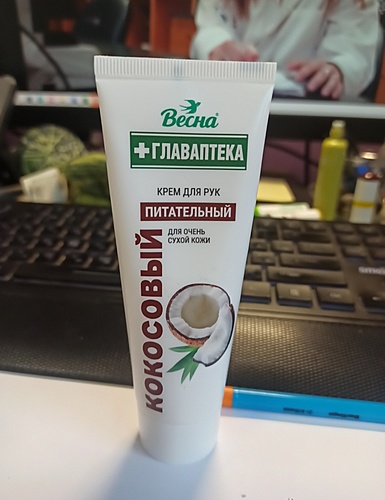 Весна
+ГЛАВАПТЕКА
КРЕМ ДЛЯ РУК
ПИТАТЕЛЬНЫЙ
ДЛЯ ОЧЕНЬ
СУХОЙ КОЖИ
КОКОСОВЫЙ